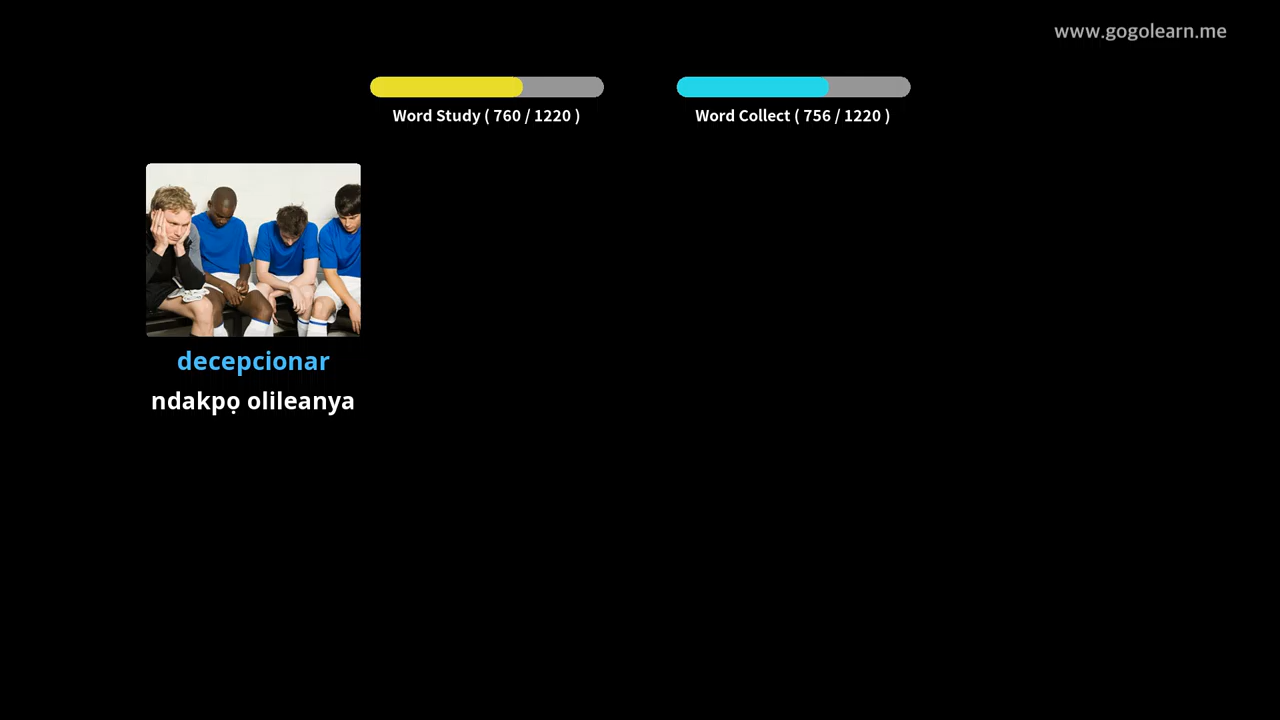 www.gogolearn.me
Word Study ( 760 / 1220 )
Word Collect ( 756 / 1220 )
decepcionar
ndakpọ olileanya